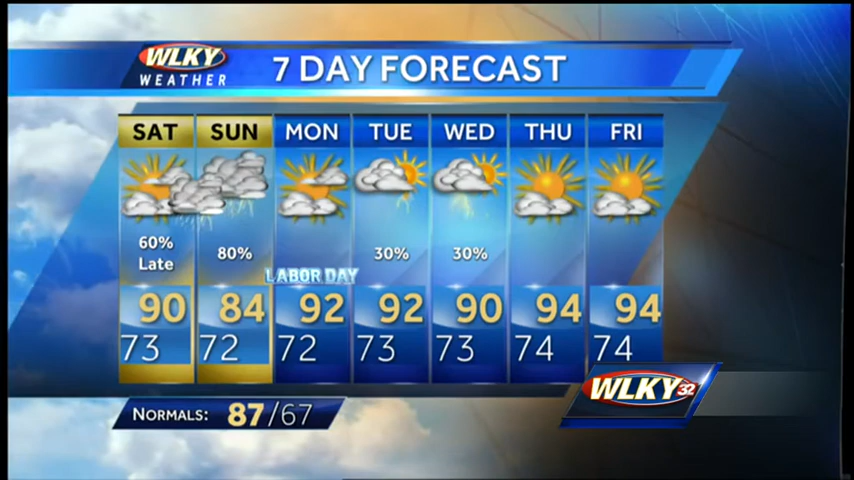 WLKY
WEATHER
7 DAY FORECAST
SAT SUN MON TUE WED THU FRI
60% Late 80% 30% 30%
LABOR DAY
90 84 92 92 90 94 94
73 72 72 73 73 74 74
NORMALS: 87/67
WLKY 32